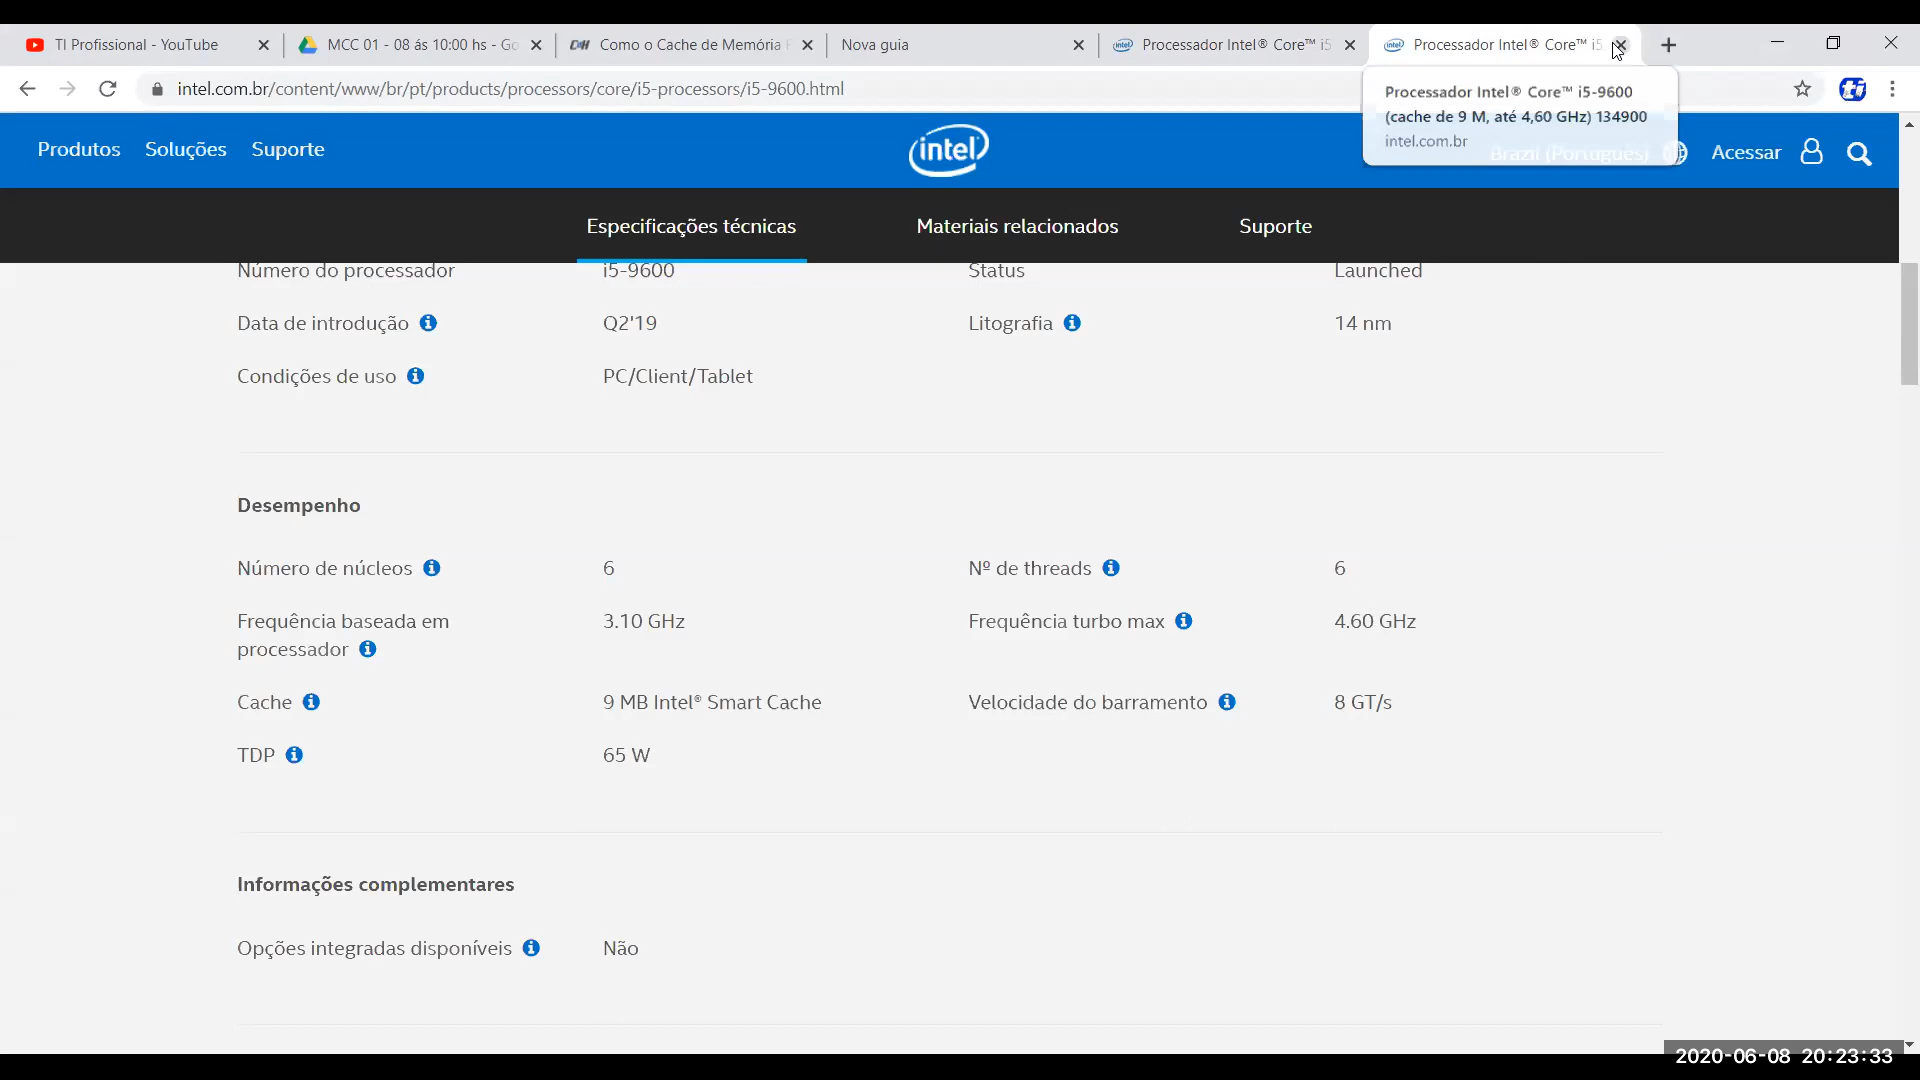 TI Profissional - YouTube
MCC 01 - 08 ás 10:00 hs - Go
Como o Cache de Memória
Nova guia
Processador Intel® Core™ i5
Processador Intel® Core™ i5
intel.com.br/content/www/br/pt/products/processors/core/i5-processors/i5-9600.html
Processador Intel® Core™ i5-9600
(cache de 9 M, até 4,60 GHz) 134900
intel.com.br
Produtos Soluções Suporte
intel
Brazil (Português)
Acessar
Especificações técnicas Materiais relacionados Suporte
Número do processador i5-9600 Status Launched
Data de introdução Q2'19 Litografia 14 nm
Condições de uso PC/Client/Tablet
Desempenho
Número de núcleos 6 Nº de threads 6
Frequência baseada em
processador
3.10 GHz Frequência turbo max 4.60 GHz
Cache 9 MB Intel® Smart Cache Velocidade do barramento 8 GT/s
TDP 65 W
Informações complementares
Opções integradas disponíveis Não
2020-06-08 20:23:33